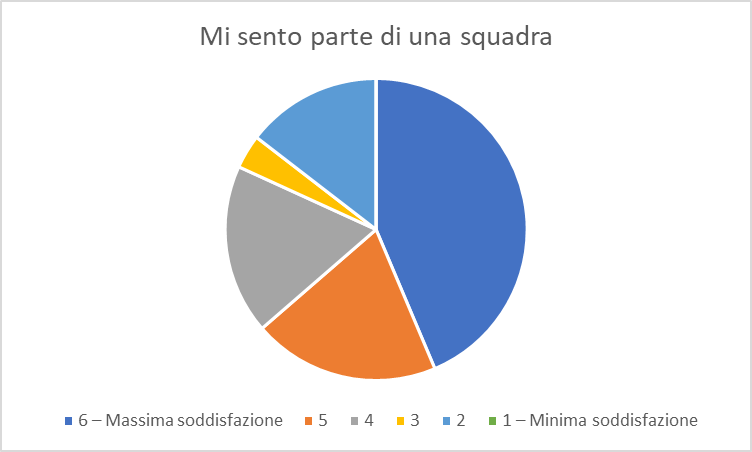 Mi sento parte di una squadra
6 – Massima soddisfazione 5 4 3 2 1 – Minima soddisfazione